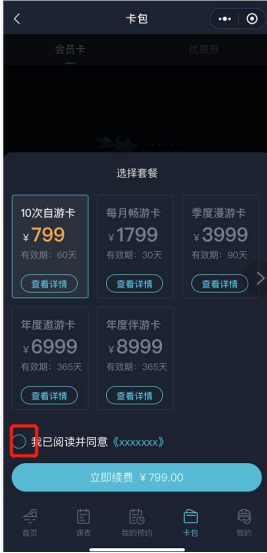 卡包
会员卡 优惠券
选择套餐
10次自游卡 每月畅游卡 季度漫游卡
¥799 ¥1799 ¥3999
有效期：60天 有效期：30天 有效期：90天
查看详情 查看详情 查看详情
年度遨游卡 年度伴游卡
¥6999 ¥8999
有效期：365天 有效期：365天
查看详情 查看详情
我已阅读并同意《xxxxxxx》
立即续费 ¥799.00
首页 课表 我的预约 卡包 我的